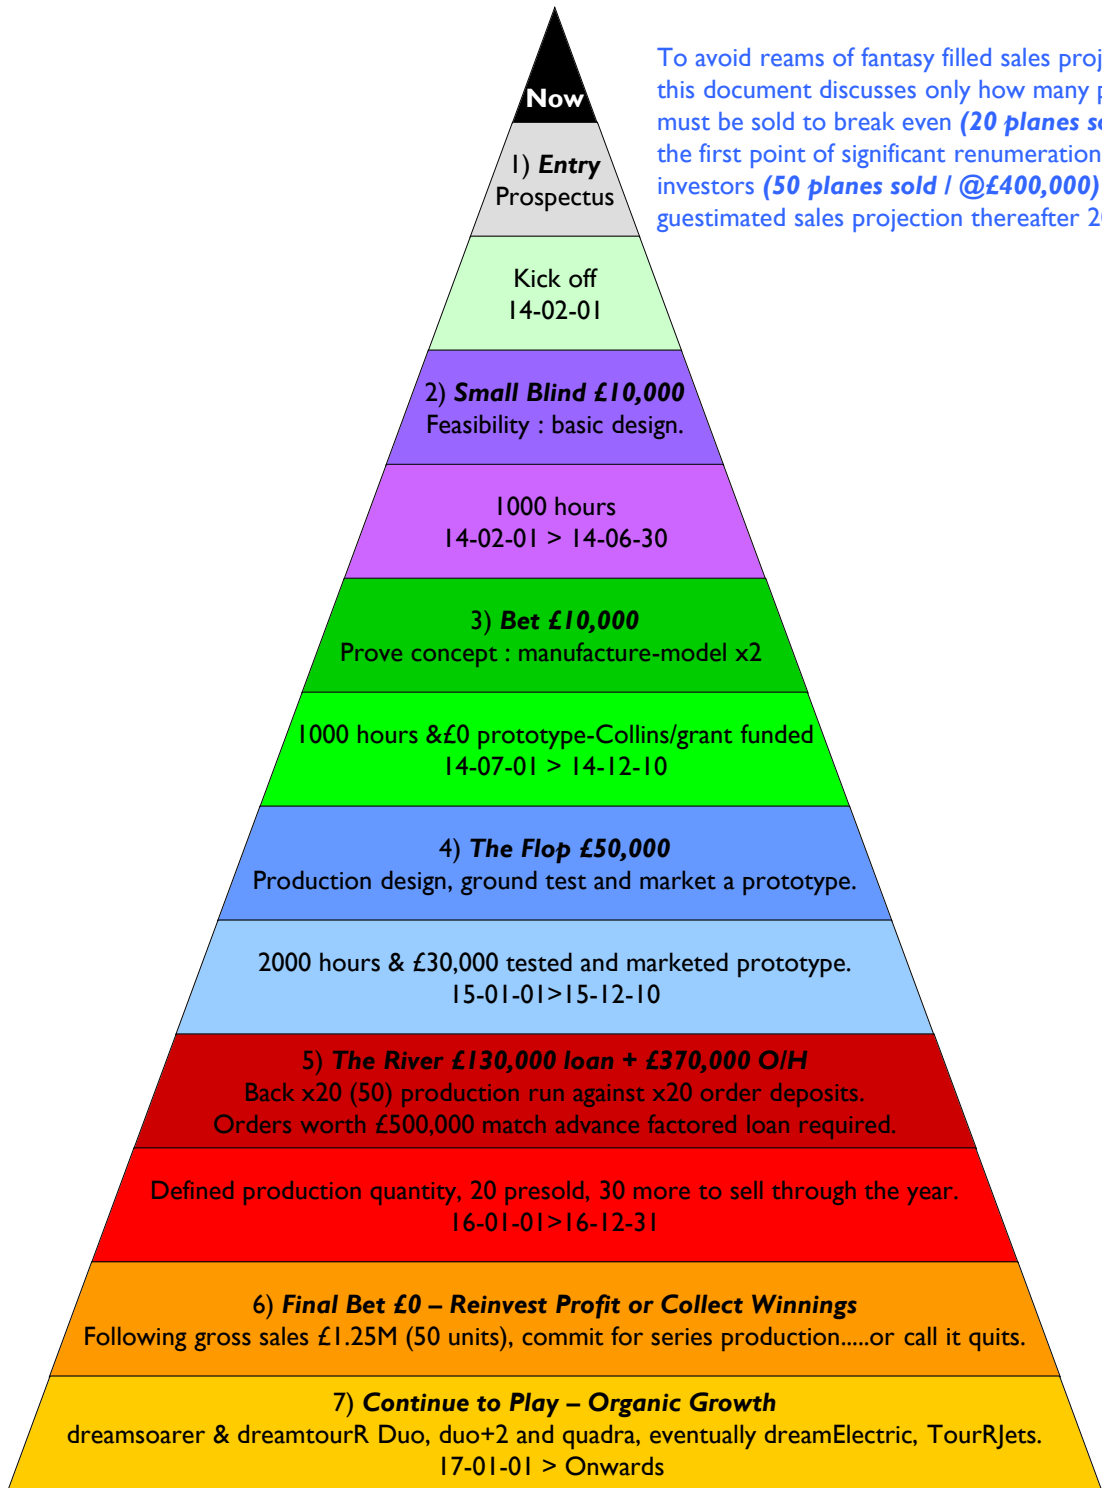 Now
To avoid reams of fantasy filled sales
this document discusses only how many
must be sold to break even (20 planes
the first point of significant renumeration
investors (50 planes sold / @£400,000)
guestimated sales projection thereafter
1) Entry
Prospectus
Kick off
14-02-01
2) Small Blind £10,000
Feasibility : basic design.
1000 hours
14-02-01 > 14-06-30
3) Bet £10,000
Prove concept : manufacture-model x2
1000 hours &£0 prototype-Collins/grant funded
14-07-01 > 14-12-10
4) The Flop £50,000
Production design, ground test and market a prototype.
2000 hours & £30,000 tested and marketed prototype.
15-01-01>15-12-10
5) The River £130,000 loan + £370,000 O/H
Back x20 (50) production run against x20 order deposits.
Orders worth £500,000 match advance factored loan required.
Defined production quantity, 20 presold, 30 more to sell through the year.
16-01-01>16-12-31
6) Final Bet £0 – Reinvest Profit or Collect Winnings
Following gross sales £1.25M (50 units), commit for series production.....or call it quits.
7) Continue to Play – Organic Growth
dreamsoarer & dreamtourR Duo, duo+2 and quadra, eventually dreamElectric, TourRJets.
17-01-01 > Onwards